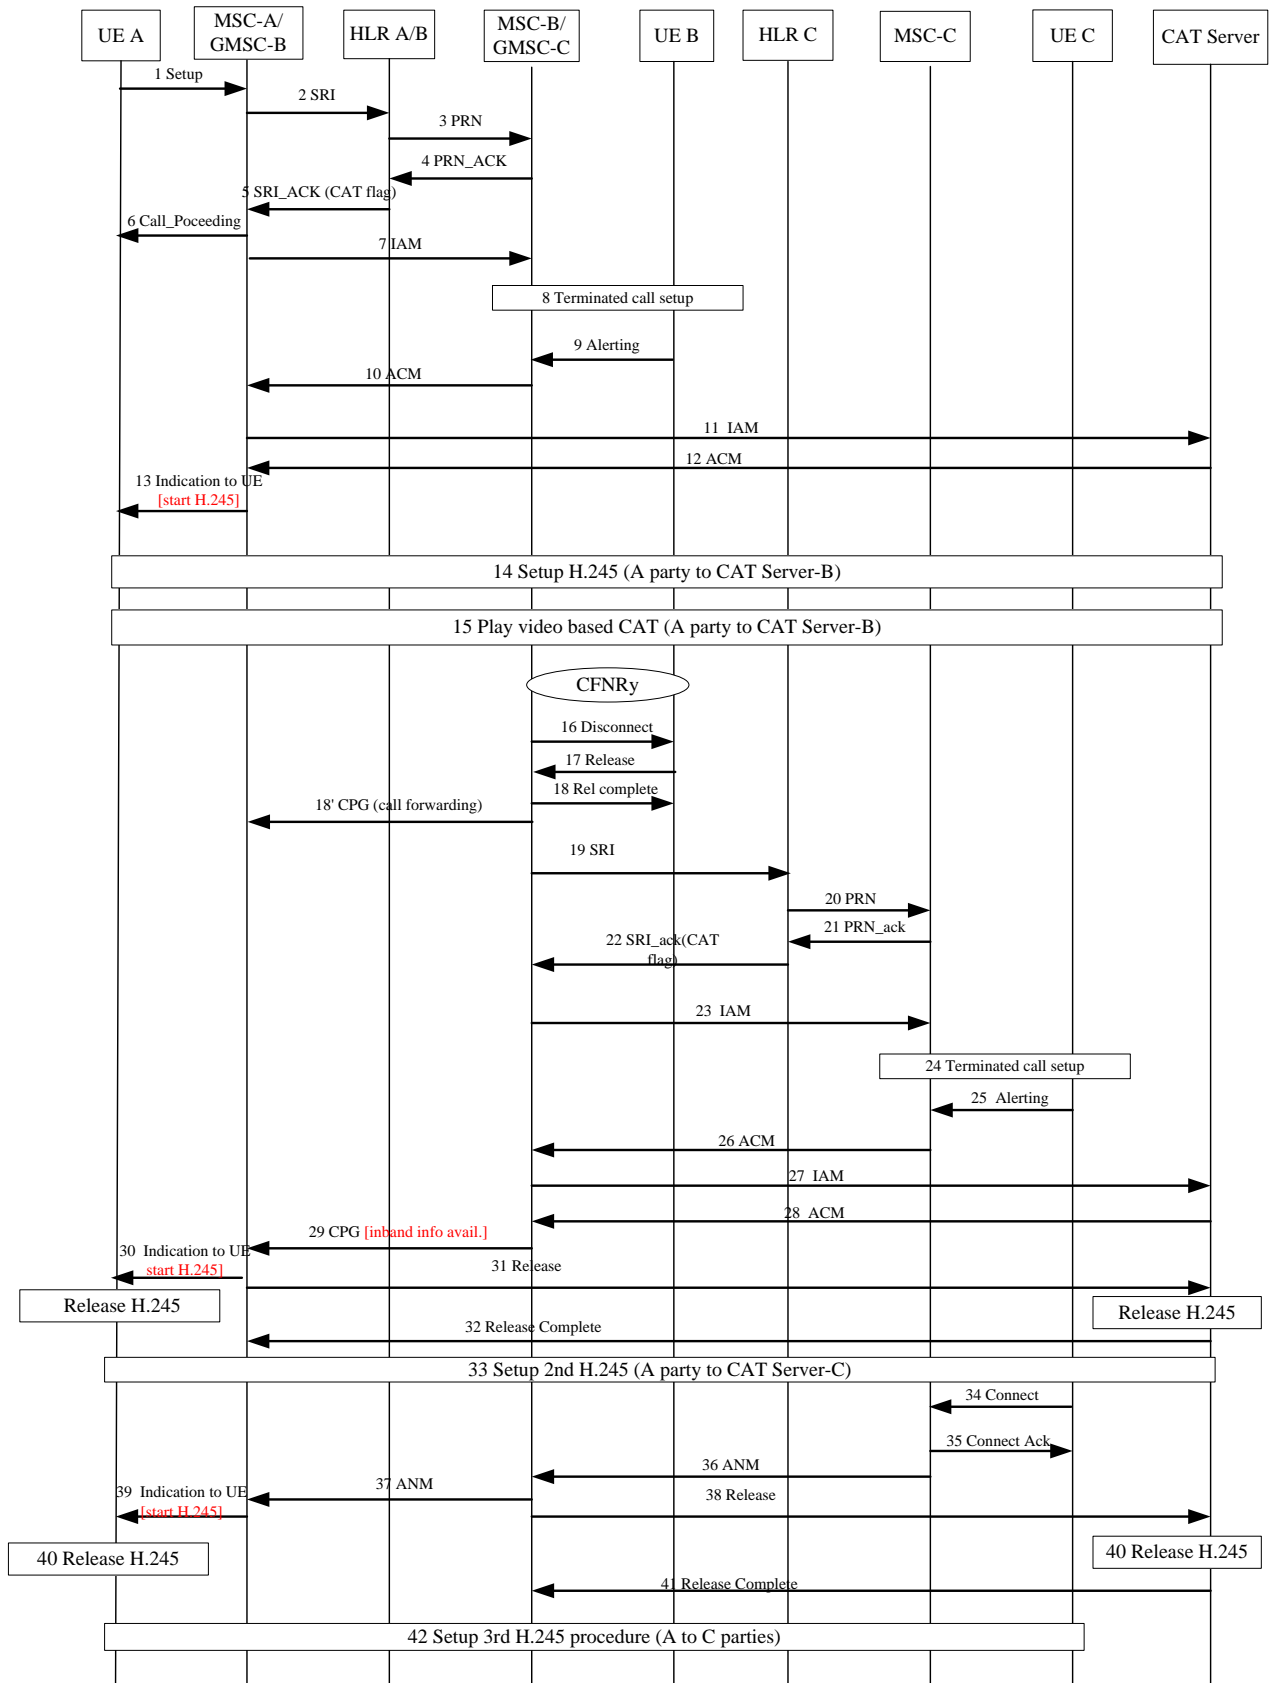 UE A
MSC-A/
GMSC-B
HLR A/B
MSC-B/
GMSC-C
UE B
HLR C
MSC-C
UE C
CAT Server
1 Setup
2 SRI
3 PRN
4 PRN_ACK
5 SRI_ACK (CAT flag)
6 Call_Poceeding
7 IAM
8 Terminated call setup
9 Alerting
10 ACM
11 IAM
12 ACM
13 Indication to UE
[start H.245]
14 Setup H.245 (A party to CAT Server-B)
15 Play video based CAT (A party to CAT Server-B)
CFNRy
16 Disconnect
17 Release
18 Rel complete
18' CPG (call forwarding)
19 SRI
20 PRN
21 PRN_ack
22 SRI_ack(CAT
flag)
23 IAM
24 Terminated call setup
25 Alerting
26 ACM
27 IAM
28 ACM
29 CPG [inband info avail.]
30 Indication to UE
start H.245]
31 Release
Release H.245
Release H.245
32 Release Complete
33 Setup 2nd H.245 (A party to CAT Server-C)
34 Connect
35 Connect Ack
36 ANM
37 ANM
38 Release
39 Indication to UE
[start H.245]
40 Release H.245
40 Release H.245
41 Release Complete
42 Setup 3rd H.245 procedure (A to C parties)